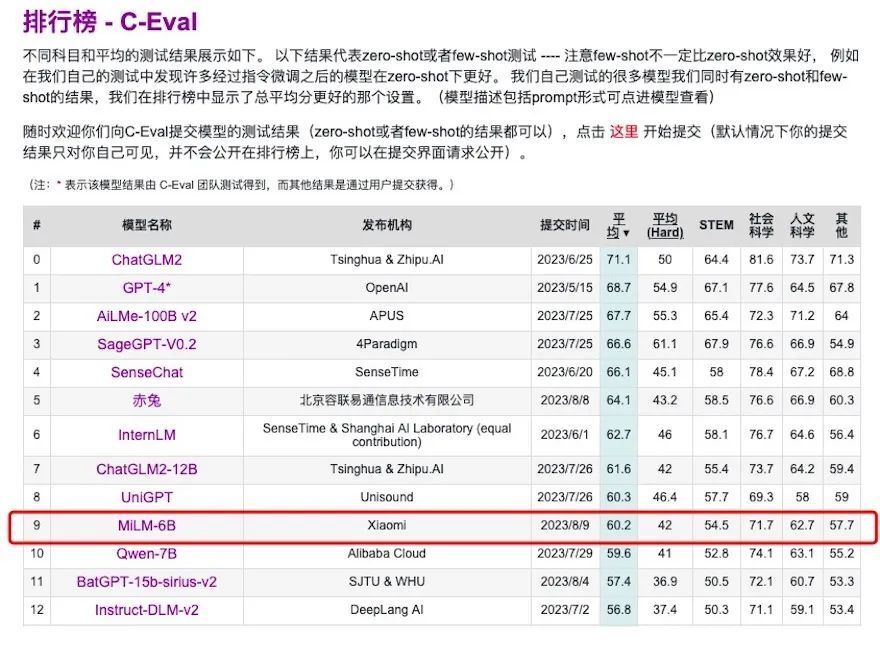 排行榜 - C-Eval
不同科目和平均的测试结果展示如下。 以下结果代表zero-shot或者few-shot测试 ---- 注意few-shot不一定比zero-shot效果好， 例如
在我们自己的测试中发现许多经过指令微调之后的模型在zero-shot下更好。 我们自己测试的很多模型我们同时有zero-shot和few-
shot的结果，我们在排行榜中显示了总平均分更好的那个设置。（模型描述包括prompt形式可点进模型查看）
随时欢迎你们向C-Eval提交模型的测试结果（zero-shot或者few-shot的结果都可以），点击 这里 开始提交（默认情况下你的提交
结果只对你自己可见，并不会公开在排行榜上，你可以在提交界面请求公开）。
（注：* 表示该模型结果由 C-Eval 团队测试得到，而其他结果是通过用户提交获得。）
# 模型名称 发布机构 提交时间 平均▼ 平均(Hard) STEM 社会科学 人文科学 其他
0 ChatGLM2 Tsinghua & Zhipu.AI 2023/6/25 71.1 50 64.4 81.6 73.7 71.3
1 GPT-4* OpenAI 2023/5/15 68.7 54.9 67.1 77.6 64.5 67.8
2 AiLMe-100B v2 APUS 2023/7/25 67.7 55.3 65.4 72.3 71.2 64
3 SageGPT-V0.2 4Paradigm 2023/7/25 66.6 61.1 67.9 76.6 66.9 54.9
4 SenseChat SenseTime 2023/6/20 66.1 45.1 58 78.4 67.2 68.8
5 赤兔 北京容联易通信息技术有限公司 2023/8/8 64.1 43.2 58.5 76.6 66.9 60.3
6 InternLM SenseTime & Shanghai AI Laboratory (equal contribution) 2023/6/1 62.7 46 58.1 76.7 64.6 56.4
7 ChatGLM2-12B Tsinghua & Zhipu.AI 2023/7/26 61.6 42 55.4 73.7 64.2 59.4
8 UniGPT Unisound 2023/7/26 60.3 46.4 57.7 69.3 58 59
9 MiLM-6B Xiaomi 2023/8/9 60.2 42 54.5 71.7 62.7 57.7
10 Qwen-7B Alibaba Cloud 2023/7/29 59.6 41 52.8 74.1 63.1 55.2
11 BatGPT-15b-sirius-v2 SJTU & WHU 2023/8/4 57.4 36.9 50.5 72.1 60.7 53.3
12 Instruct-DLM-v2 DeepLang AI 2023/7/2 56.8 37.4 50.3 71.1 59.1 53.4